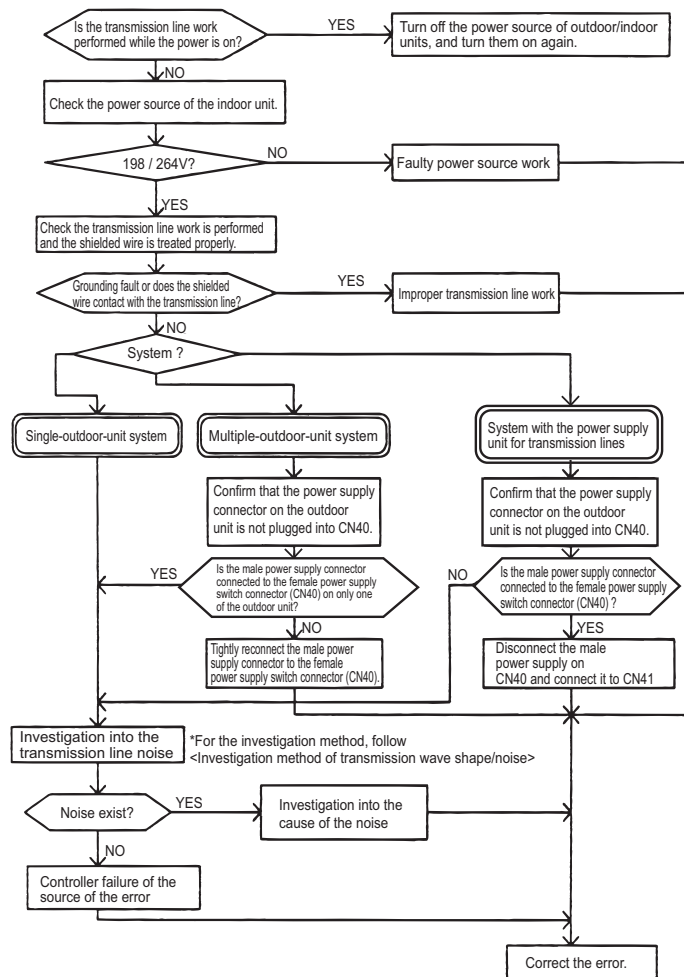 Is the transmission line work
performed while the power is on?
YES
Turn off the power source of outdoor/indoor
units, and turn them on again.
NO
Check the power source of the indoor unit.
198 / 264V?
NO
Faulty power source work
YES
Check the transmission line work is performed
and the shielded wire is treated properly.
Grounding fault or does the shielded
wire contact with the transmission line?
YES
Improper transmission line work
NO
System ?
Single-outdoor-unit system
Multiple-outdoor-unit system
System with the power supply
unit for transmission lines
Confirm that the power supply
connector on the outdoor
unit is not plugged into CN40.
Confirm that the power supply
connector on the outdoor
unit is not plugged into CN40.
YES
Is the male power supply connector
connected to the female power supply
switch connector (CN40) on only one
of the outdoor unit?
NO
Is the male power supply connector
connected to the female power supply
switch connector (CN40) ?
NO
YES
Tightly reconnect the male power
supply connector to the female
power supply switch connector (CN40).
Disconnect the male
power supply on
CN40 and connect it to CN41
Investigation into the
transmission line noise
*For the investigation method, follow
<Investigation method of transmission wave shape/noise>
Noise exist?
YES
Investigation into the
cause of the noise
NO
Controller failure of the
source of the error
Correct the error.